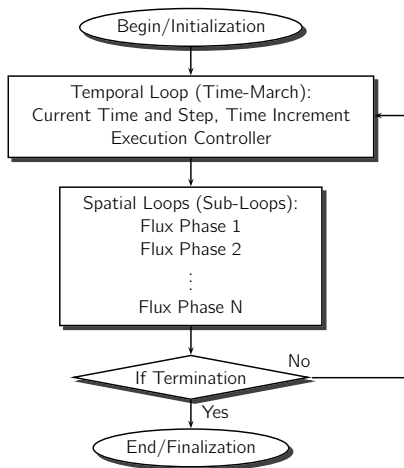 Begin/Initialization
Temporal Loop (Time-March):
Current Time and Step, Time Increment
Execution Controller
Spatial Loops (Sub-Loops):
Flux Phase 1
Flux Phase 2
⋮
Flux Phase N
If Termination
No
Yes
End/Finalization